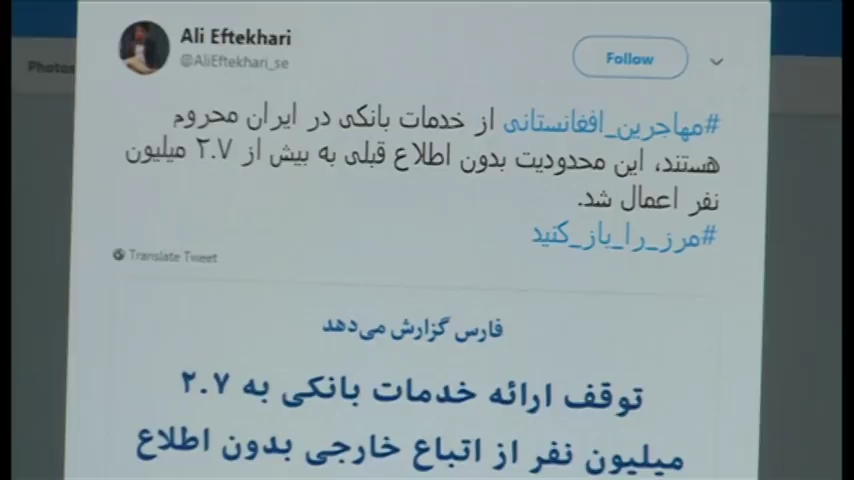 Photos
Ali Eftekhari
@AliEftekhari_se
Follow
#مهاجرین_افغانستانی از خدمات بانکی در ایران محروم
هستند، این محدودیت بدون اطلاع قبلی به بیش از ۲.۷ میلیون
نفر اعمال شد.
#مرز_را_باز_کنید
Translate Tweet
فارس گزارش می‌دهد
توقف ارائه خدمات بانکی به ۲.۷
میلیون نفر از اتباع خارجی بدون اطلاع